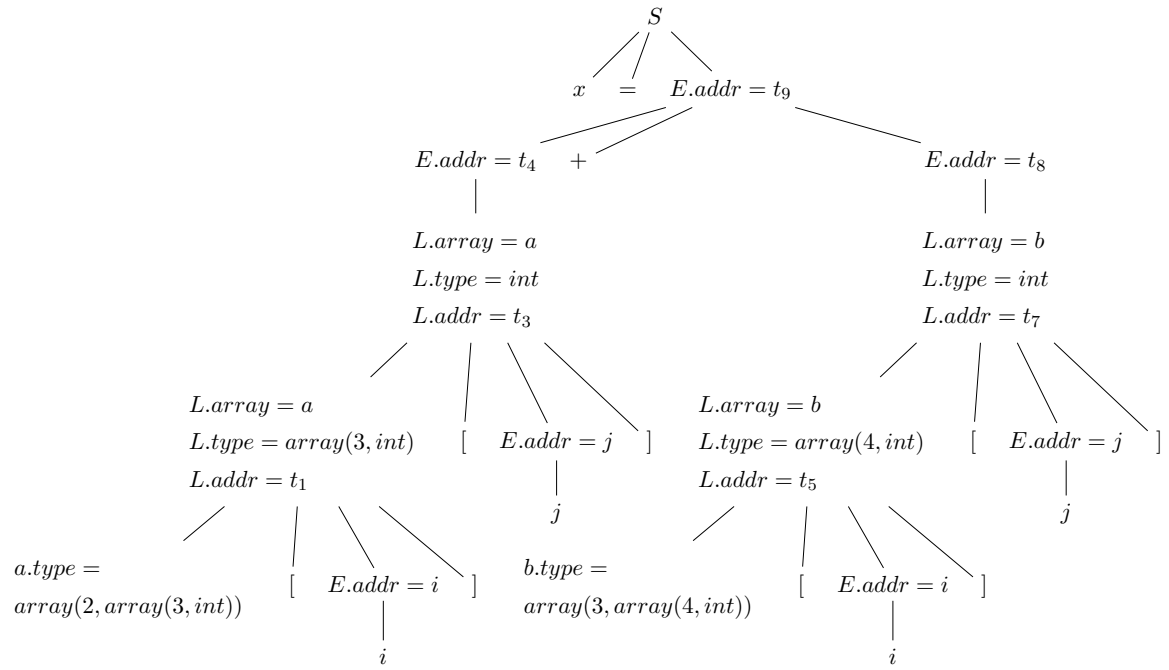 S
x = E.addr = t₉
E.addr = t₄ + E.addr = t₈
L.array = a L.array = b
L.type = int L.type = int
L.addr = t₃ L.addr = t₇
L.array = a L.array = b
L.type = array(3, int) [ E.addr = j ] L.type = array(4, int) [ E.addr = j ]
L.addr = t₁ L.addr = t₅
j j
a.type = b.type =
array(2, array(3, int)) [ E.addr = i ] array(3, array(4, int)) [ E.addr = i ]
i i